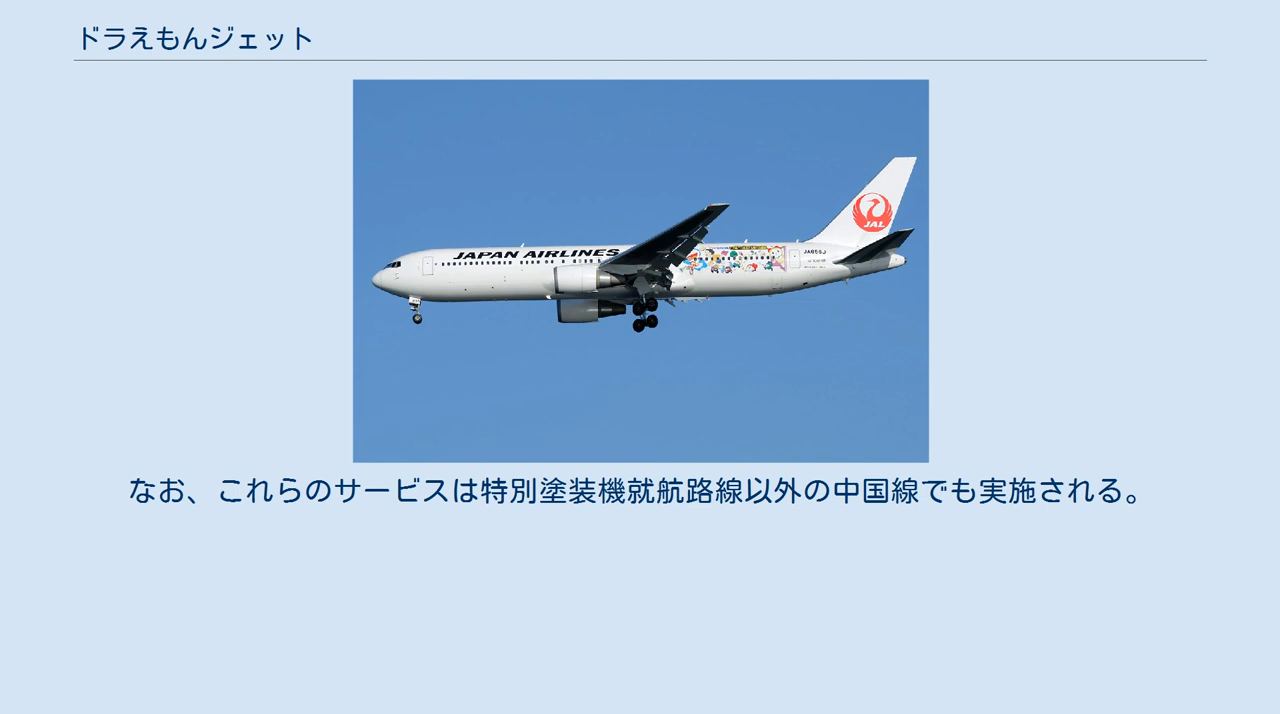 ドラえもんジェット
JAPAN AIRLINES
JAL
なお、これらのサービスは特別塗装機就航路線以外の中国線でも実施される。